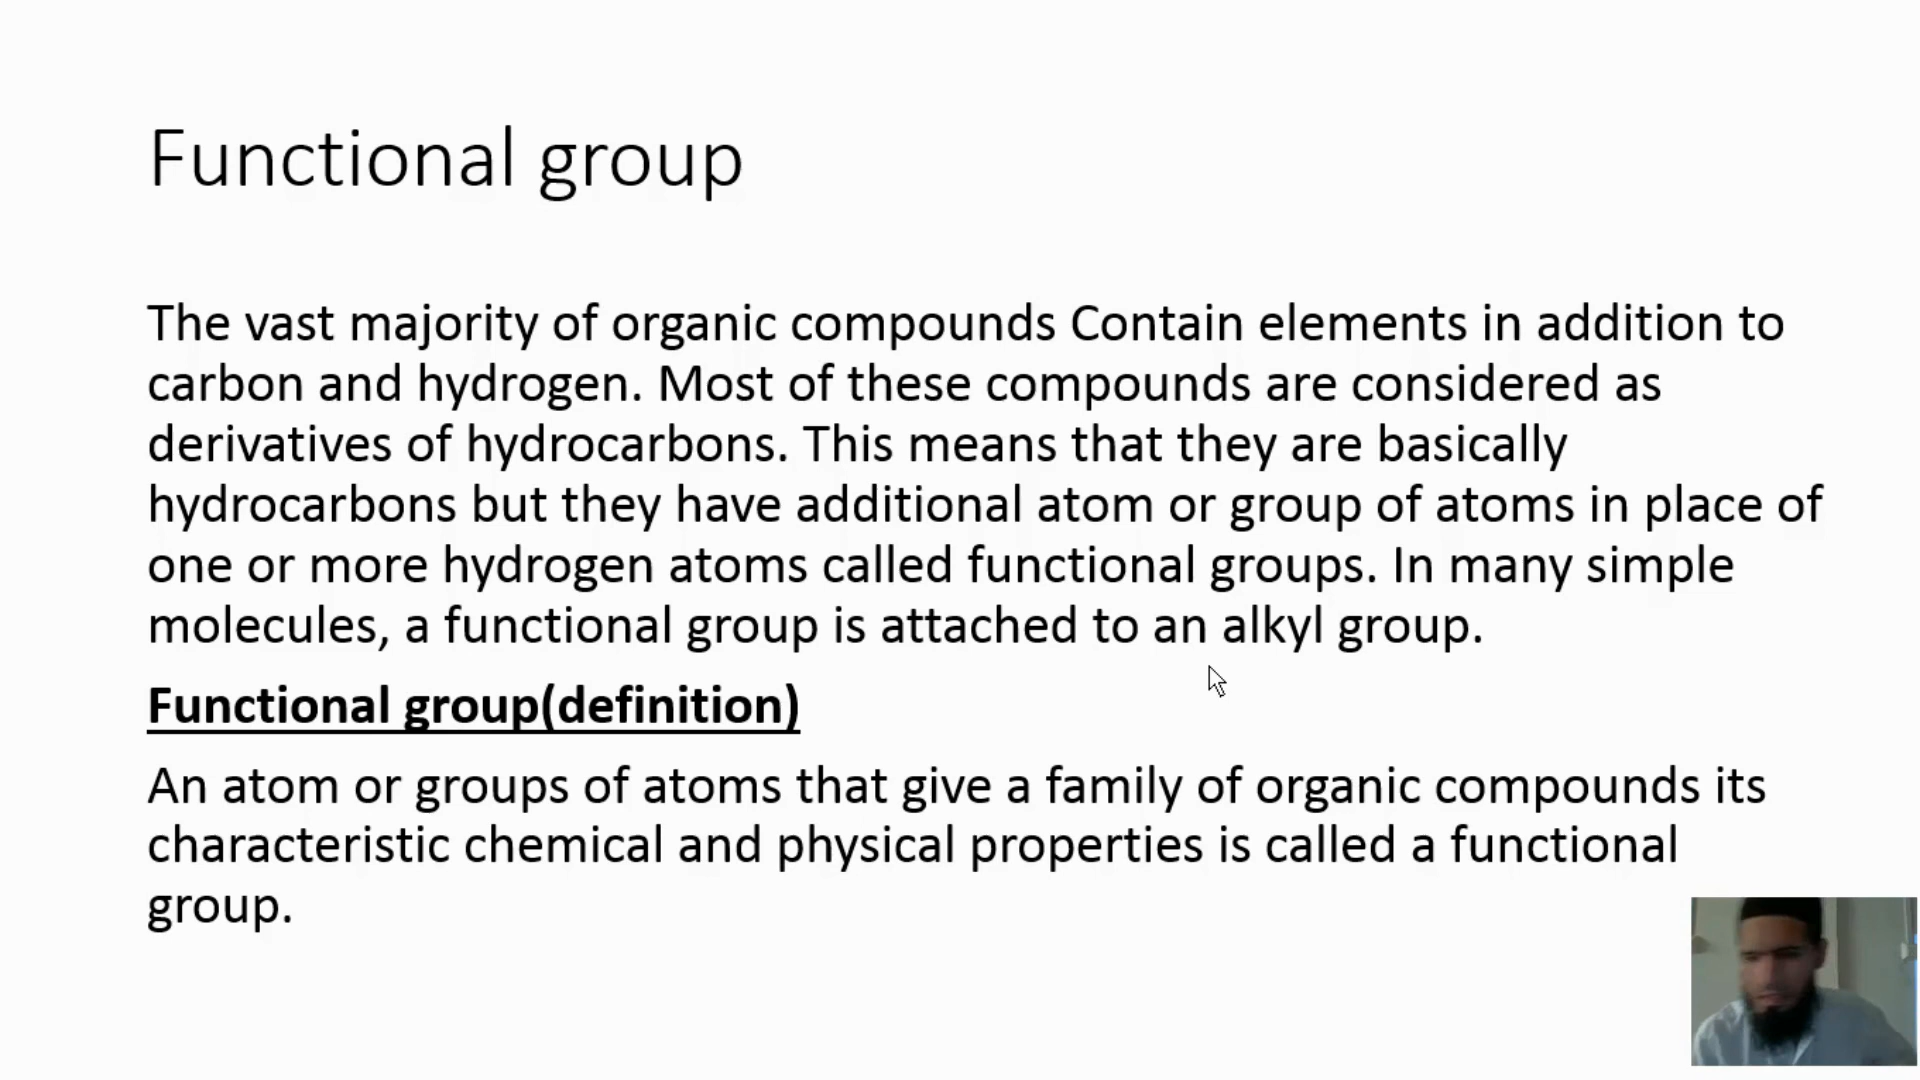 Functional group
The vast majority of organic compounds Contain elements in addition to
carbon and hydrogen. Most of these compounds are considered as
derivatives of hydrocarbons. This means that they are basically
hydrocarbons but they have additional atom or group of atoms in place of
one or more hydrogen atoms called functional groups. In many simple
molecules, a functional group is attached to an alkyl group.
Functional group(definition)
An atom or groups of atoms that give a family of organic compounds its
characteristic chemical and physical properties is called a functional
group.